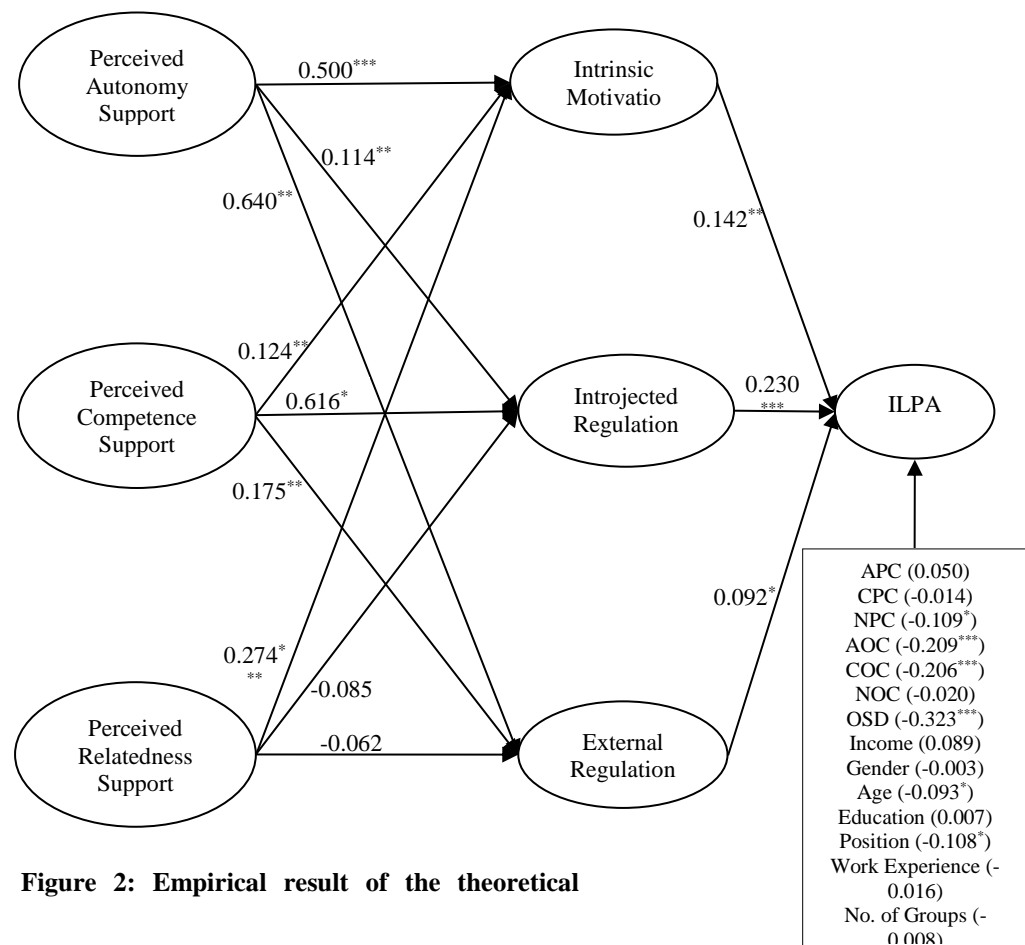 Perceived
Autonomy
Support
0.500***
Intrinsic
Motivatio
0.114**
0.640**
0.142**
0.124**
Perceived
Competence
Support
0.616*
Introjected
Regulation
0.230
***
ILPA
0.175**
0.092*
0.274*
**
-0.085
Perceived
Relatedness
Support
-0.062
External
Regulation
APC (0.050)
CPC (-0.014)
NPC (-0.109*)
AOC (-0.209***)
COC (-0.206***)
NOC (-0.020)
OSD (-0.323***)
Income (0.089)
Gender (-0.003)
Age (-0.093*)
Education (0.007)
Position (-0.108*)
Work Experience (-
0.016)
No. of Groups (-
0.008)
Figure 2: Empirical result of the theoretical